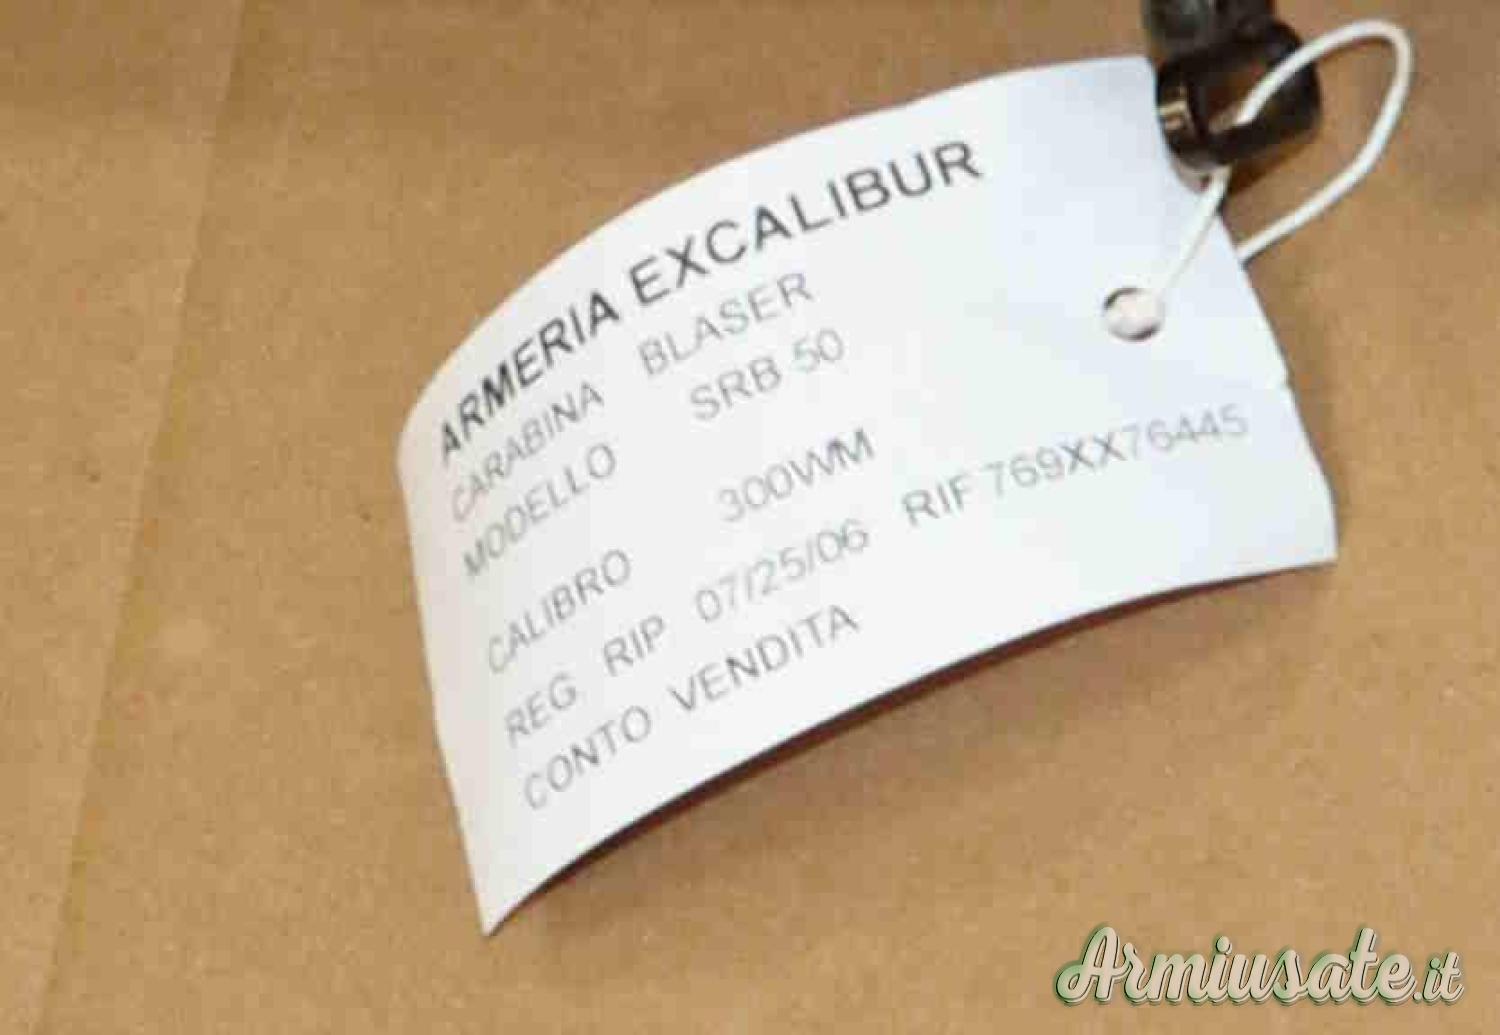 ARMERIA EXCALIBUR
CARABINA BLASER
MODELLO SRB 50
CALIBRO 300WM
REG RIP 07/25/06 RIF 769XX76445
CONTO VENDITA
Armiusate.it